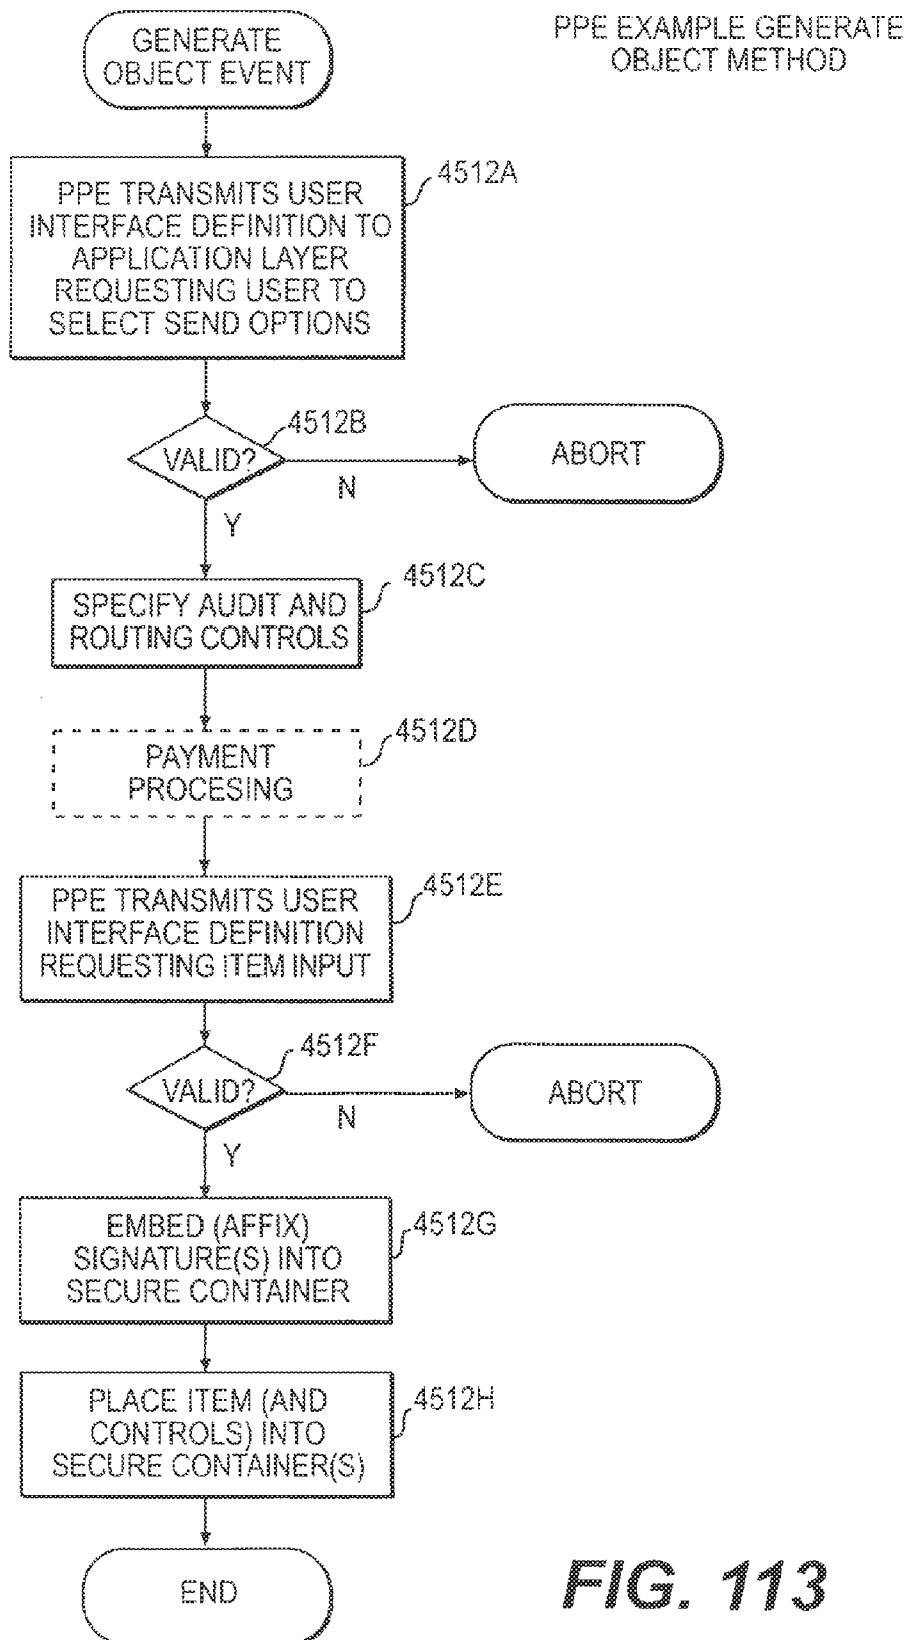 PPE EXAMPLE GENERATE
OBJECT METHOD
GENERATE
OBJECT EVENT
4512A
PPE TRANSMITS USER
INTERFACE DEFINITION TO
APPLICATION LAYER
REQUESTING USER TO
SELECT SEND OPTIONS
4512B
VALID?
N
ABORT
Y
4512C
SPECIFY AUDIT AND
ROUTING CONTROLS
4512D
PAYMENT
PROCESING
4512E
PPE TRANSMITS USER
INTERFACE DEFINITION
REQUESTING ITEM INPUT
4512F
VALID?
N
ABORT
Y
4512G
EMBED (AFFIX)
SIGNATURE(S) INTO
SECURE CONTAINER
4512H
PLACE ITEM (AND
CONTROLS) INTO
SECURE CONTAINER(S)
END
FIG. 113